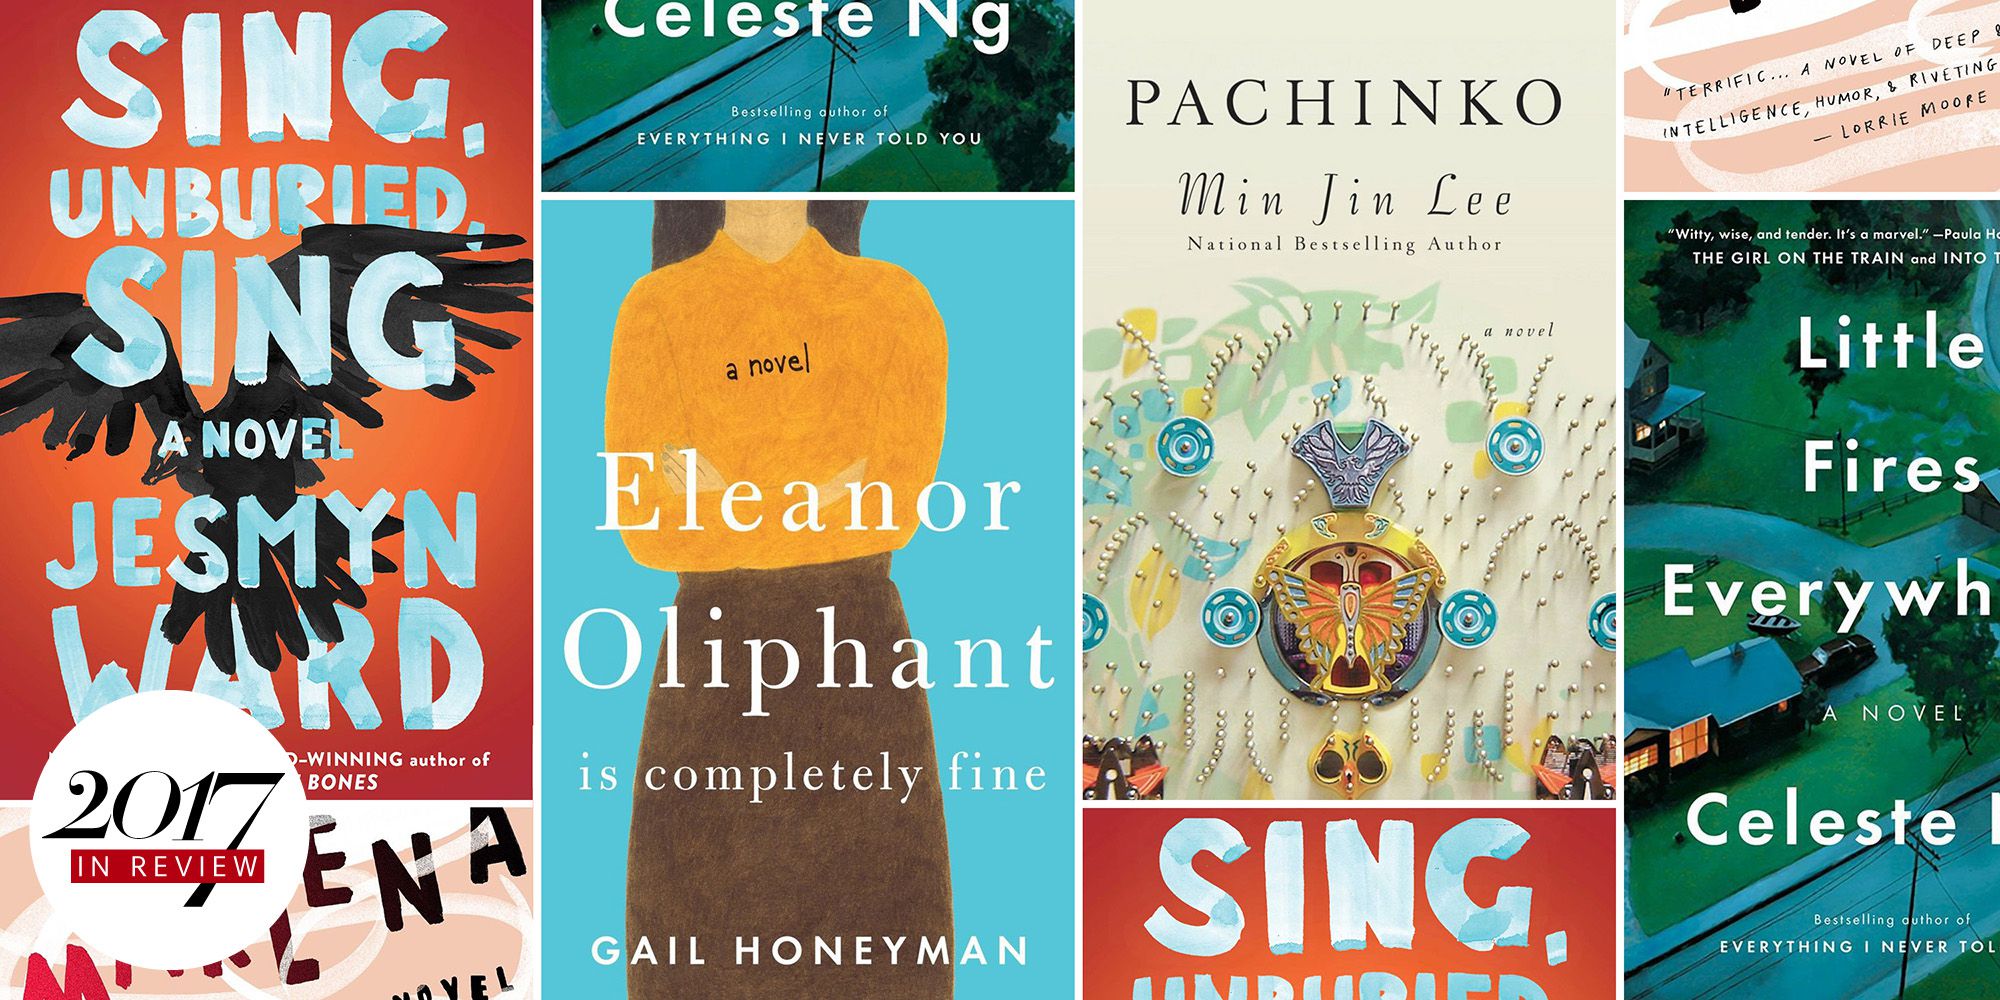 SING,
UNBURIED,
SING
A NOVEL
JESMYN
WARD
-WINNING author of
BONES
2017
IN REVIEW
MARLENA
NOVEL
Celeste Ng
Bestselling author of
EVERYTHING I NEVER TOLD YOU
a novel
Eleanor
Oliphant
is completely fine
GAIL HONEYMAN
PACHINKO
Min Jin Lee
National Bestselling Author
a novel
SING,
UNBURIED
"TERRIFIC... A NOVEL OF DEEP &
INTELLIGENCE, HUMOR, & RIVETING
— LORRIE MOORE
"Witty, wise, and tender. It's a marvel." —Paula
THE GIRL ON THE TRAIN and INTO
Little
Fires
Everywh
A NOVEL
Celeste
Bestselling author of
EVERYTHING I NEVER TOL